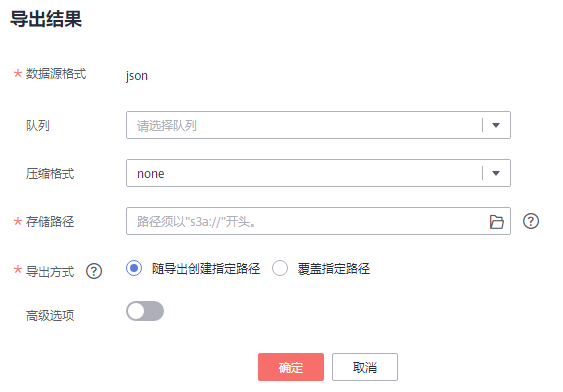 导出结果
* 数据源格式 json
队列 请选择队列
压缩格式 none
* 存储路径 路径须以"s3a://"开头。 ?
* 导出方式 ? 随导出创建指定路径 覆盖指定路径
高级选项
确定 取消